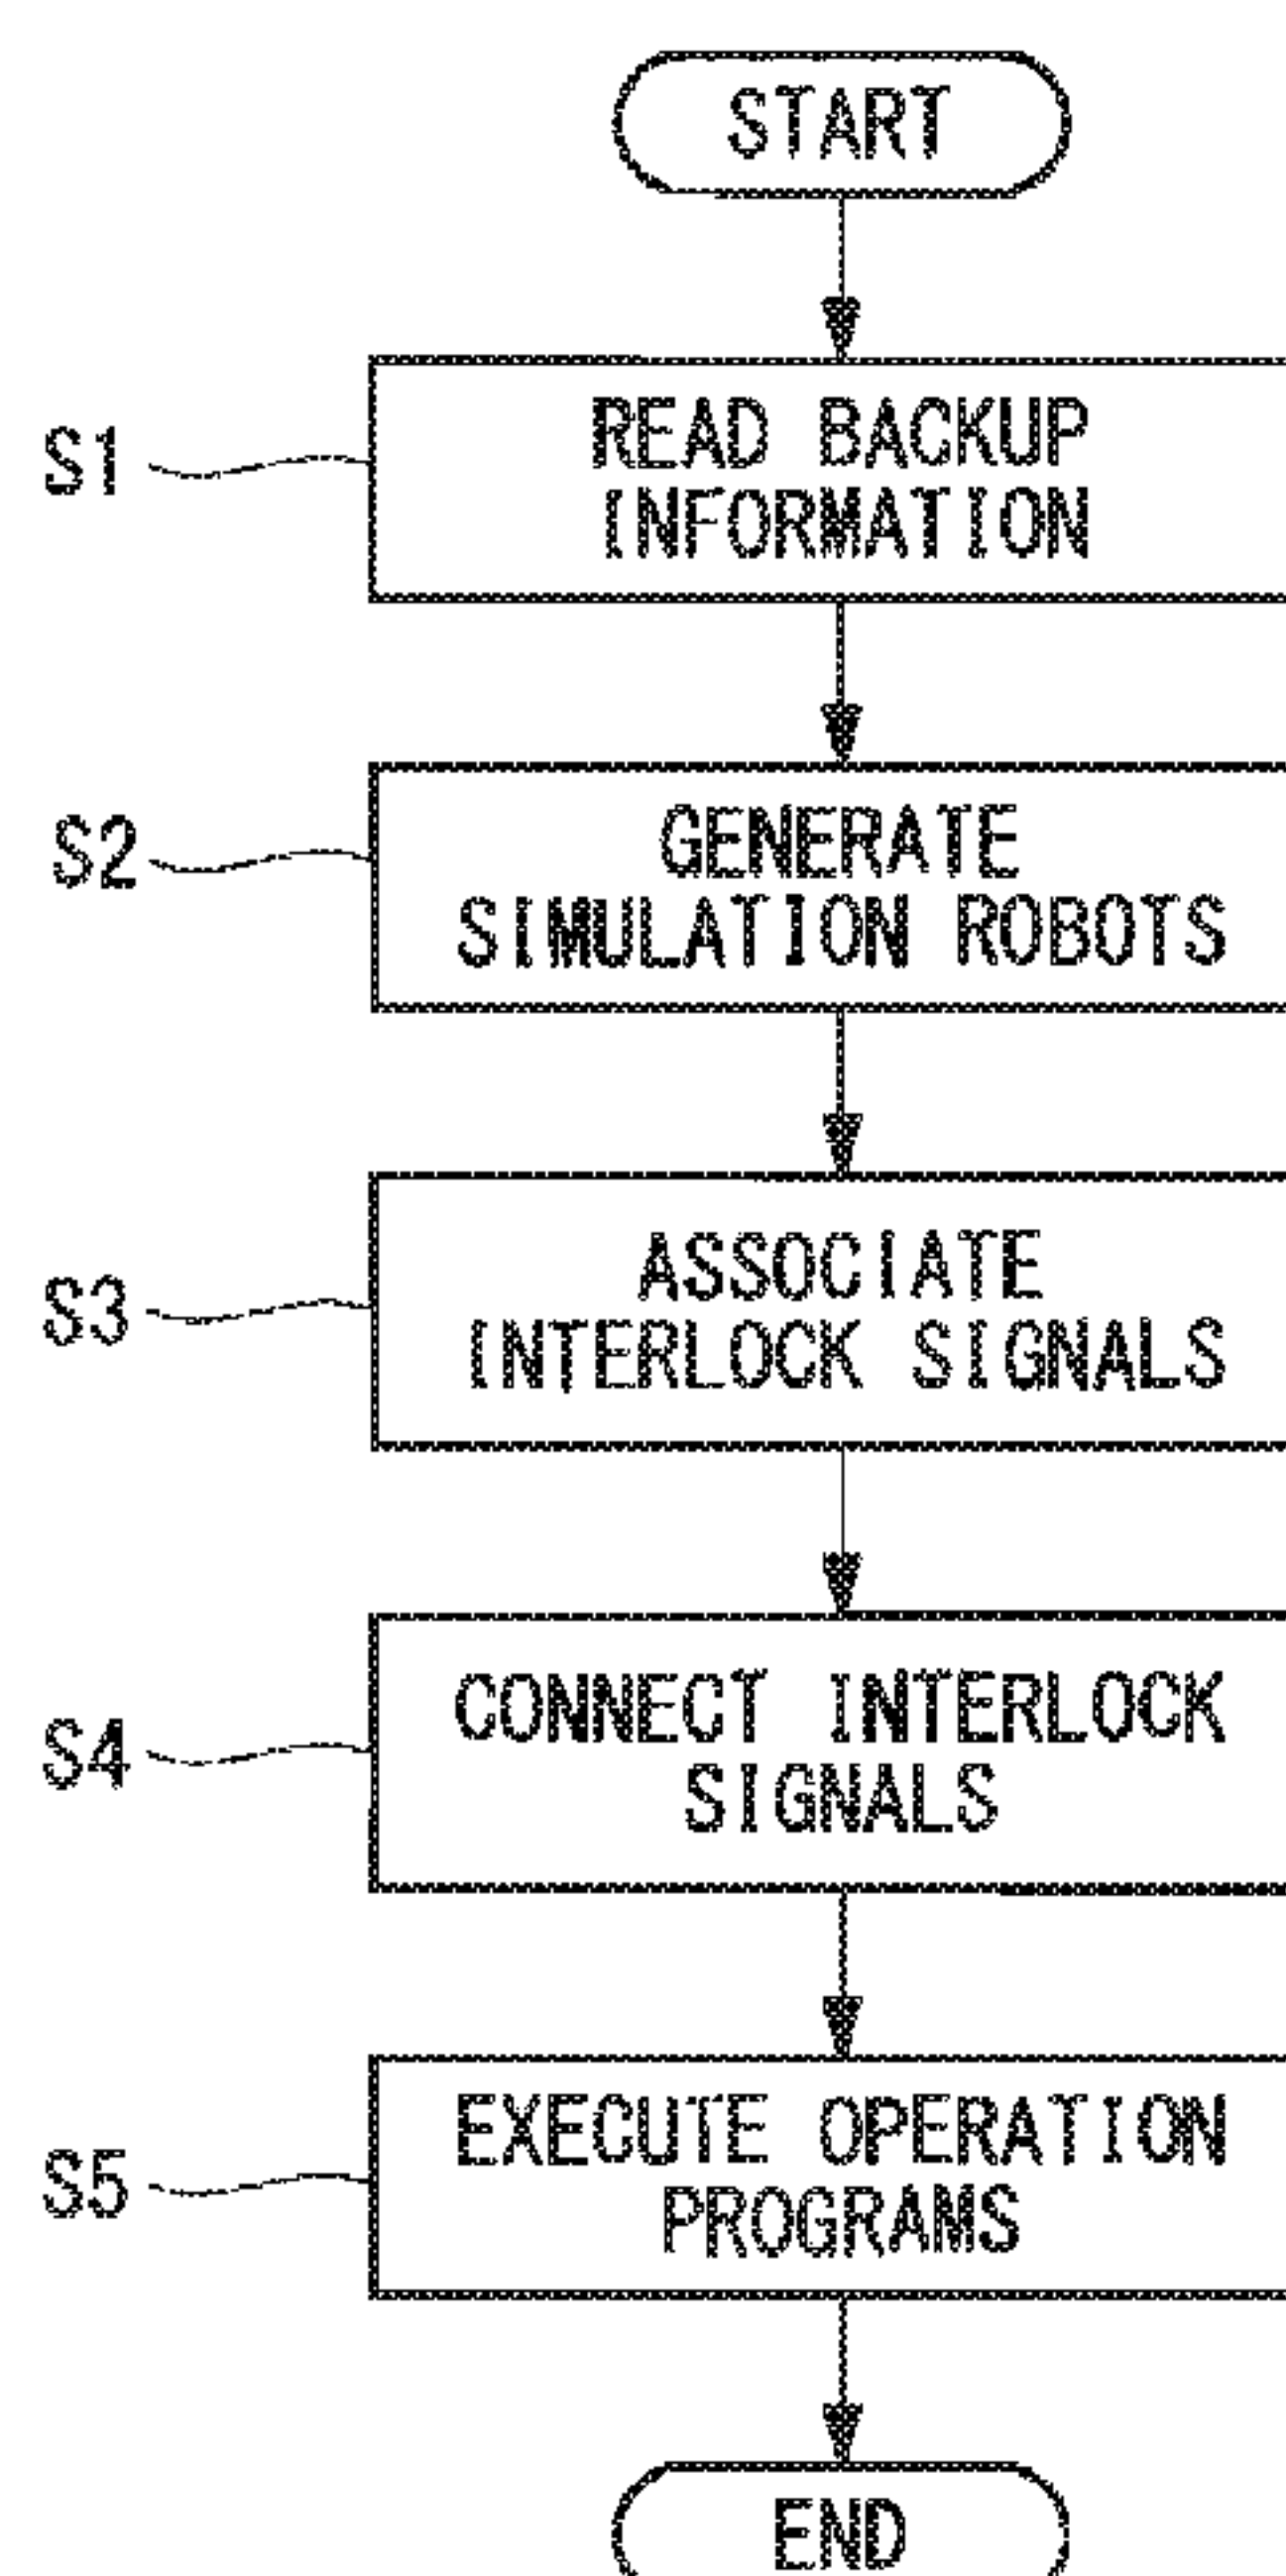 START
S1
READ BACKUP
INFORMATION
S2
GENERATE
SIMULATION ROBOTS
S3
ASSOCIATE
INTERLOCK SIGNALS
S4
CONNECT INTERLOCK
SIGNALS
S5
EXECUTE OPERATION
PROGRAMS
END